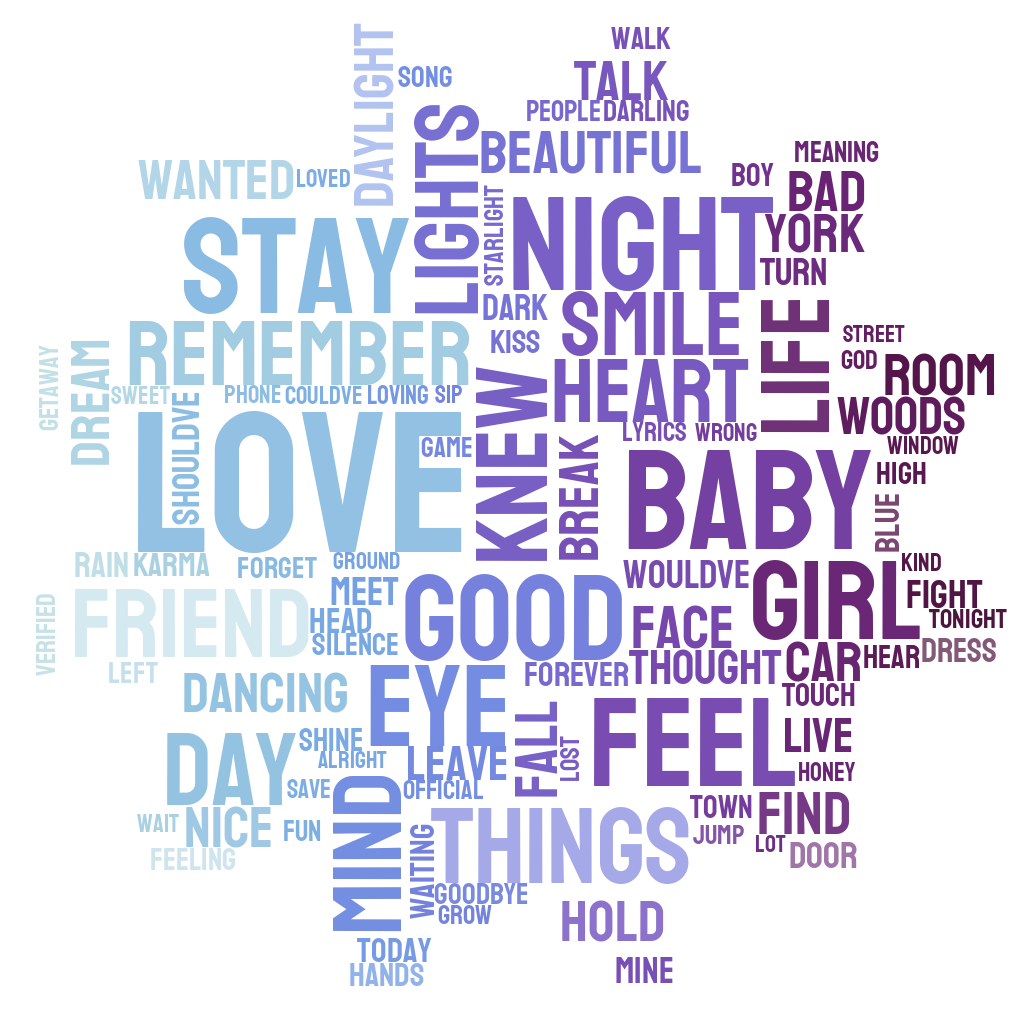 WALK
DAYLIGHT
SONG
TALK
PEOPLE
DARLING
LIGHTS
BEAUTIFUL
MEANING
WANTED
LOVED
BOY
BAD
STARLIGHT
NIGHT
YORK
STAY
TURN
DARK
SMILE
LIFE
REMEMBER
KISS
STREET
GOD
GETAWAY
DREAM
HEART
ROOM
SWEET
PHONE
COULDVE
LOVING
SIP
KNEW
WOODS
SHOULDVE
LOVE
GAME
LYRICS
WRONG
WINDOW
BREAK
BABY
HIGH
BLUE
RAIN
KARMA
FORGET
GROUND
WOULDVE
KIND
MEET
GOOD
GIRL
FIGHT
VERIFIED
FRIEND
HEAD
FACE
TONIGHT
SILENCE
HEAR
DRESS
LEFT
FOREVER
THOUGHT
CAR
DANCING
EYE
TOUCH
SHINE
FALL
FEEL
LIVE
DAY
ALRIGHT
LEAVE
LOST
HONEY
SAVE
OFFICIAL
MIND
TOWN
FIND
WAIT
NICE
FUN
WAITING
THINGS
JUMP
LOT
DOOR
FEELING
GOODBYE
GROW
HOLD
TODAY
HANDS
MINE